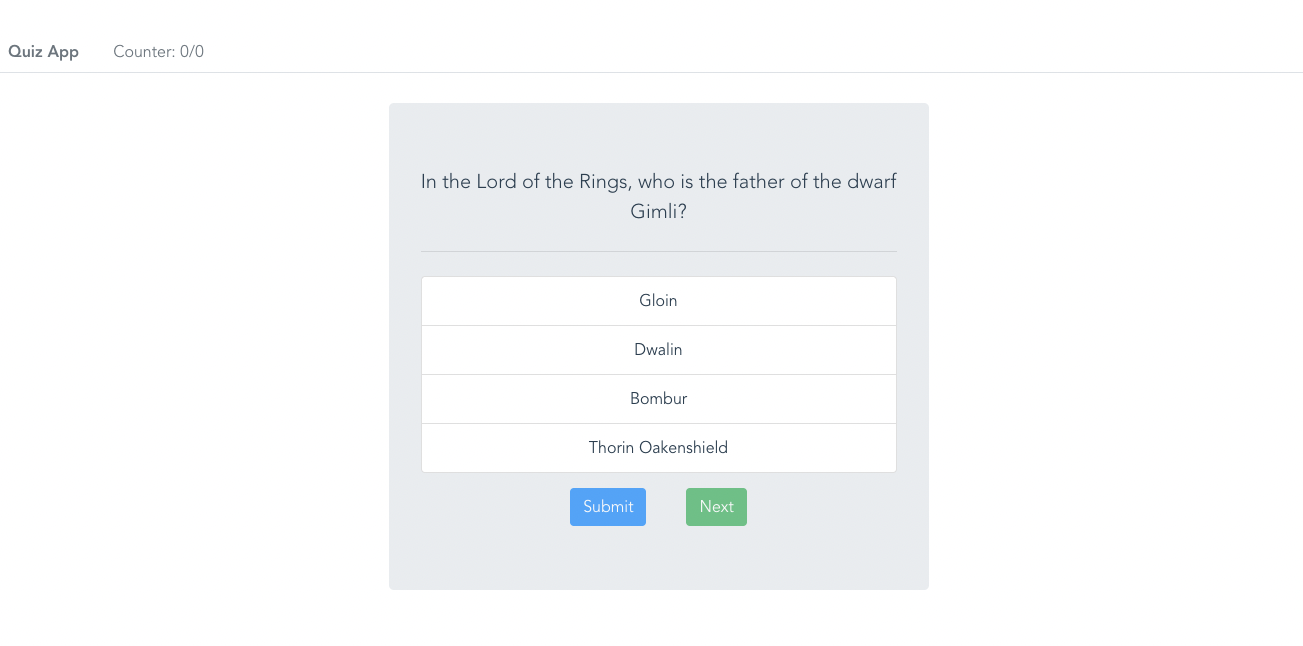 Quiz App Counter: 0/0
In the Lord of the Rings, who is the father of the dwarf
Gimli?
Gloin
Dwalin
Bombur
Thorin Oakenshield
Submit Next